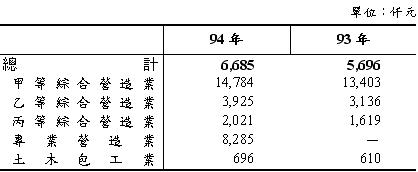 單位：仟元
94年 93年
總計 6,685 5,696
甲等綜合營造業 14,784 13,403
乙等綜合營造業 3,925 3,136
丙等綜合營造業 2,021 1,619
專業營造業 8,285 —
土木包工業 696 610